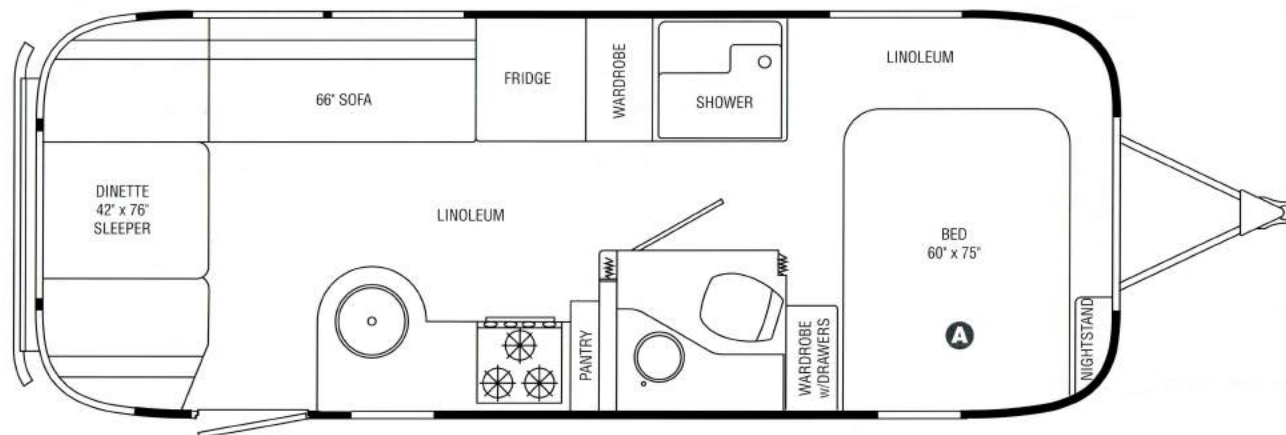 LINOLEUM
FRIDGE
WARDROBE
66" SOFA
SHOWER
DINETTE
42" x 76"
SLEEPER
LINOLEUM
BED
60" x 75"
A
PANTRY
WARDROBE
w/DRAWERS
NIGHTSTAND